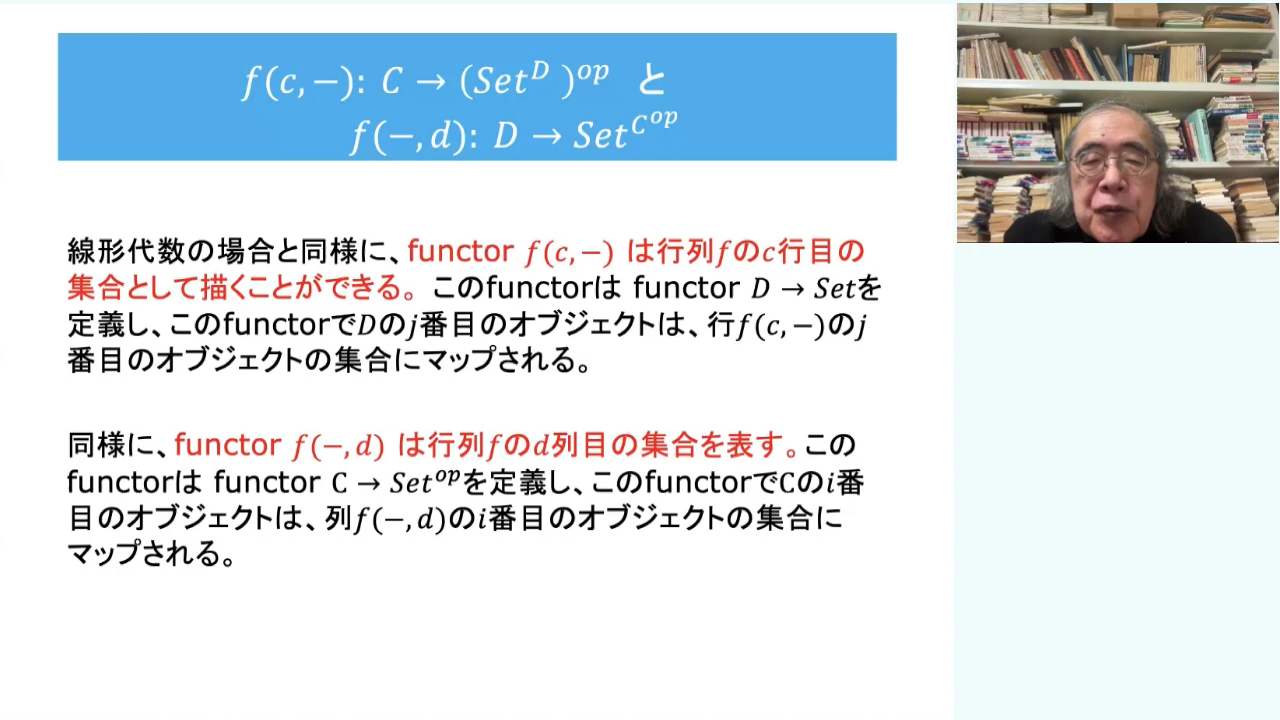 f(c, −): C → (Set^D )^op と
f(−, d): D → Set^{C^op}
線形代数の場合と同様に、functor f(c, −) は行列fのc行目の
集合として描くことができる。 このfunctorは functor D → Setを
定義し、このfunctorでDのj番目のオブジェクトは、行f(c, −)のj
番目のオブジェクトの集合にマップされる。
同様に、functor f(−, d) は行列fのd列目の集合を表す。この
functorは functor C → Set^opを定義し、このfunctorでCのi番
目のオブジェクトは、列f(−, d)のi番目のオブジェクトの集合に
マップされる。